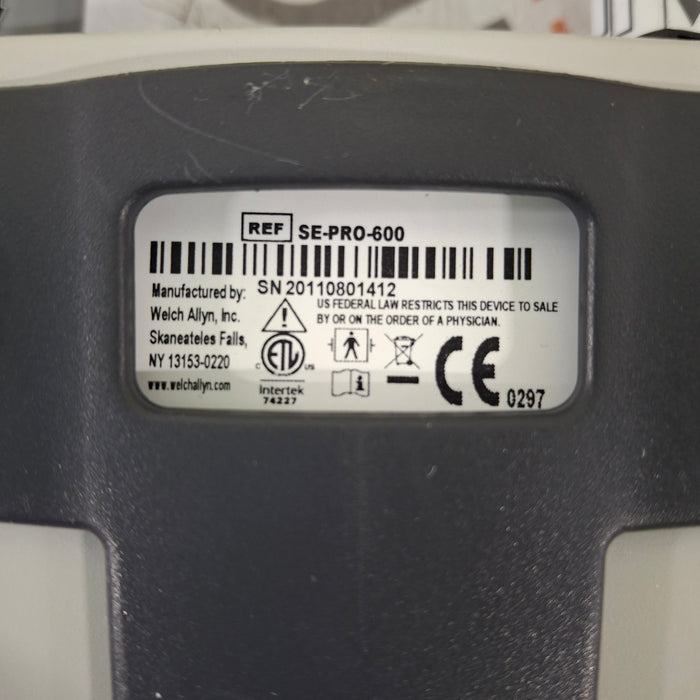 REF SE-PRO-600
SN 20110801412
Manufactured by:
Welch Allyn, Inc.
Skaneateles Falls,
NY 13153-0220
www.welchallyn.com
US FEDERAL LAW RESTRICTS THIS DEVICE TO SALE
BY OR ON THE ORDER OF A PHYSICIAN.
C ETL US
Intertek
74227
i
CE 0297